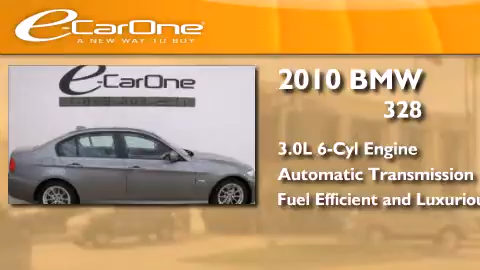 e-CarOne®
A NEW WAY TO BUY
e-CarOne
2010 BMW
328
3.0L 6-Cyl Engine
Automatic Transmission
Fuel Efficient and Luxuriou